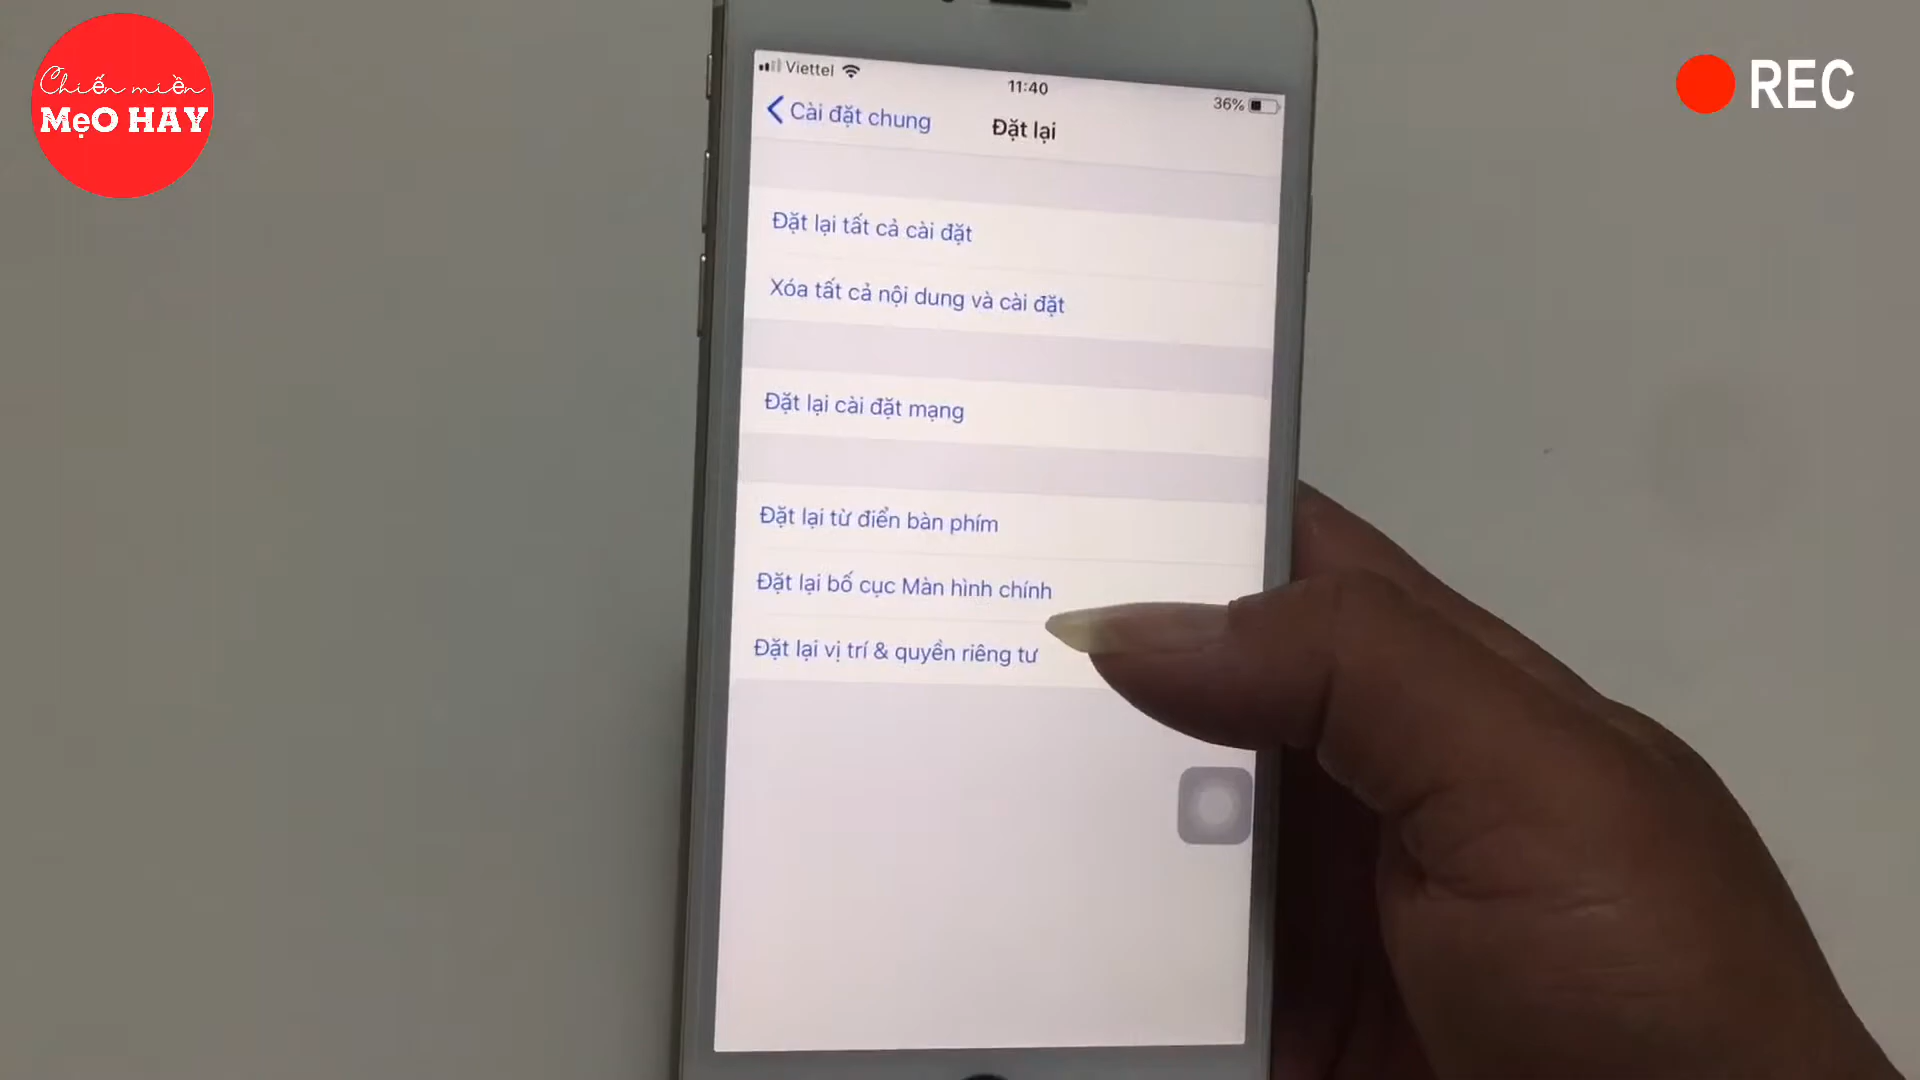 Chiến miền
MẹO HAY
REC
Viettel
11:40
36%
Cài đặt chung
Đặt lại
Đặt lại tất cả cài đặt
Xóa tất cả nội dung và cài đặt
Đặt lại cài đặt mạng
Đặt lại từ điển bàn phím
Đặt lại bố cục Màn hình chính
Đặt lại vị trí & quyền riêng tư